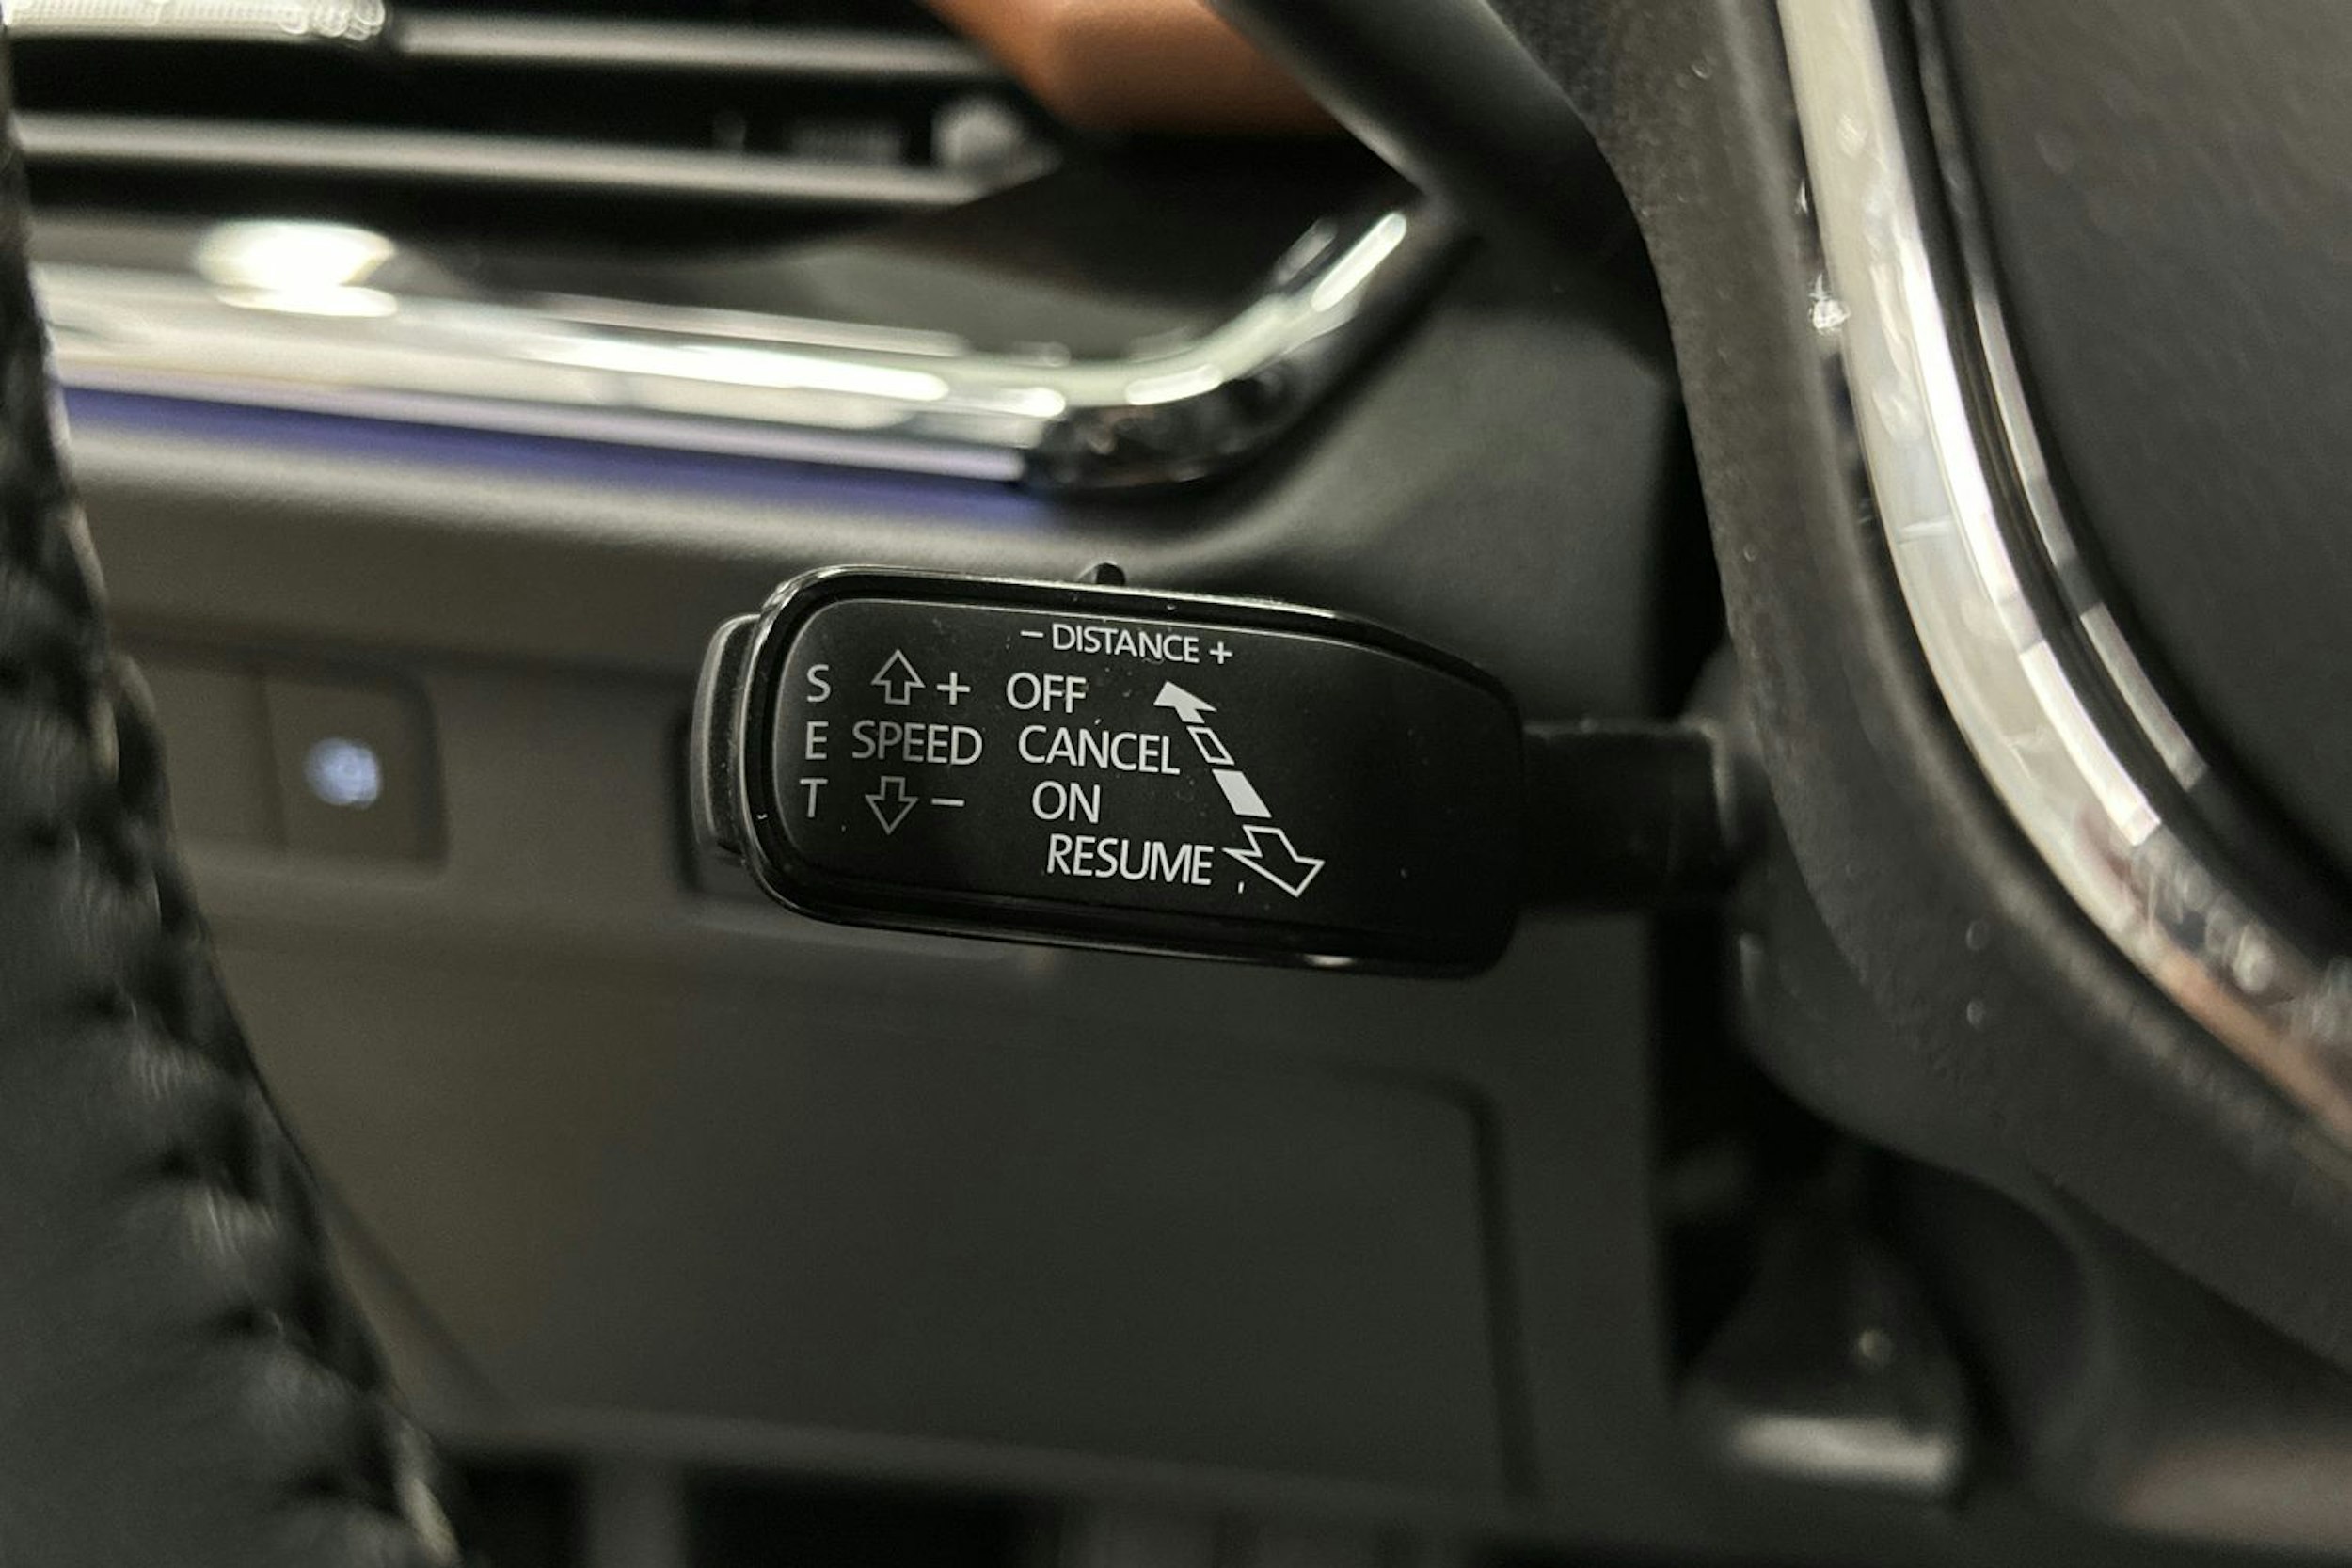 - DISTANCE +
S + OFF
E SPEED CANCEL
T - ON
RESUME